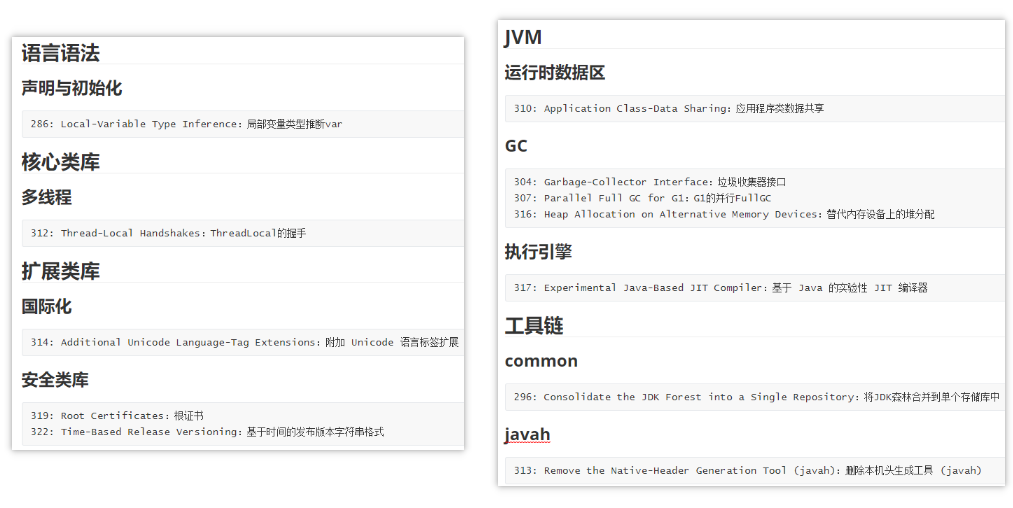 语言语法
声明与初始化
286: Local-Variable Type Inference：局部变量类型推断var
核心类库
多线程
312: Thread-Local Handshakes：ThreadLocal的握手
扩展类库
国际化
314: Additional Unicode Language-Tag Extensions：附加 Unicode 语言标签扩展
安全类库
319: Root Certificates：根证书
322: Time-Based Release Versioning：基于时间的发布版本字符串格式
JVM
运行时数据区
310: Application Class-Data Sharing：应用程序类数据共享
GC
304: Garbage-Collector Interface：垃圾收集器接口
307: Parallel Full GC for G1：G1的并行FullGC
316: Heap Allocation on Alternative Memory Devices：替代内存设备上的堆分配
执行引擎
317: Experimental Java-Based JIT Compiler：基于 Java 的实验性 JIT 编译器
工具链
common
296: Consolidate the JDK Forest into a Single Repository：将JDK森林合并到单个存储库中
javah
313: Remove the Native-Header Generation Tool (javah)：删除本机头生成工具 (javah)